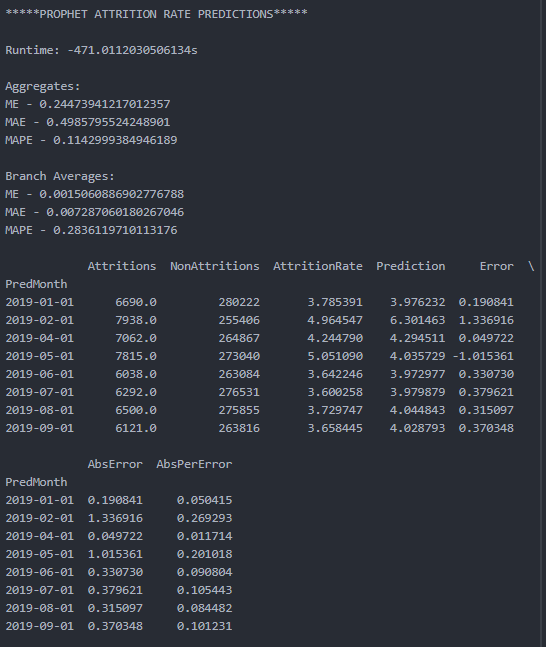 *****PROPHET ATTRITION RATE PREDICTIONS*****
Runtime: -471.0112030506134s
Aggregates:
ME - 0.24473941217012357
MAE - 0.4985795524248901
MAPE - 0.1142999384946189
Branch Averages:
ME - 0.0015060886902776788
MAE - 0.007287060180267046
MAPE - 0.2836119710113176
Attritions NonAttritions AttritionRate Prediction Error \
PredMonth
2019-01-01 6690.0 280222 3.785391 3.976232 0.190841
2019-02-01 7938.0 255406 4.964547 6.301463 1.336916
2019-04-01 7062.0 264867 4.244790 4.294511 0.049722
2019-05-01 7815.0 273040 5.051090 4.035729 -1.015361
2019-06-01 6038.0 263084 3.642246 3.972977 0.330730
2019-07-01 6292.0 276531 3.600258 3.979879 0.379621
2019-08-01 6500.0 275855 3.729747 4.044843 0.315097
2019-09-01 6121.0 263816 3.658445 4.028793 0.370348
AbsError AbsPerError
PredMonth
2019-01-01 0.190841 0.050415
2019-02-01 1.336916 0.269293
2019-04-01 0.049722 0.011714
2019-05-01 1.015361 0.201018
2019-06-01 0.330730 0.090804
2019-07-01 0.379621 0.105443
2019-08-01 0.315097 0.084482
2019-09-01 0.370348 0.101231